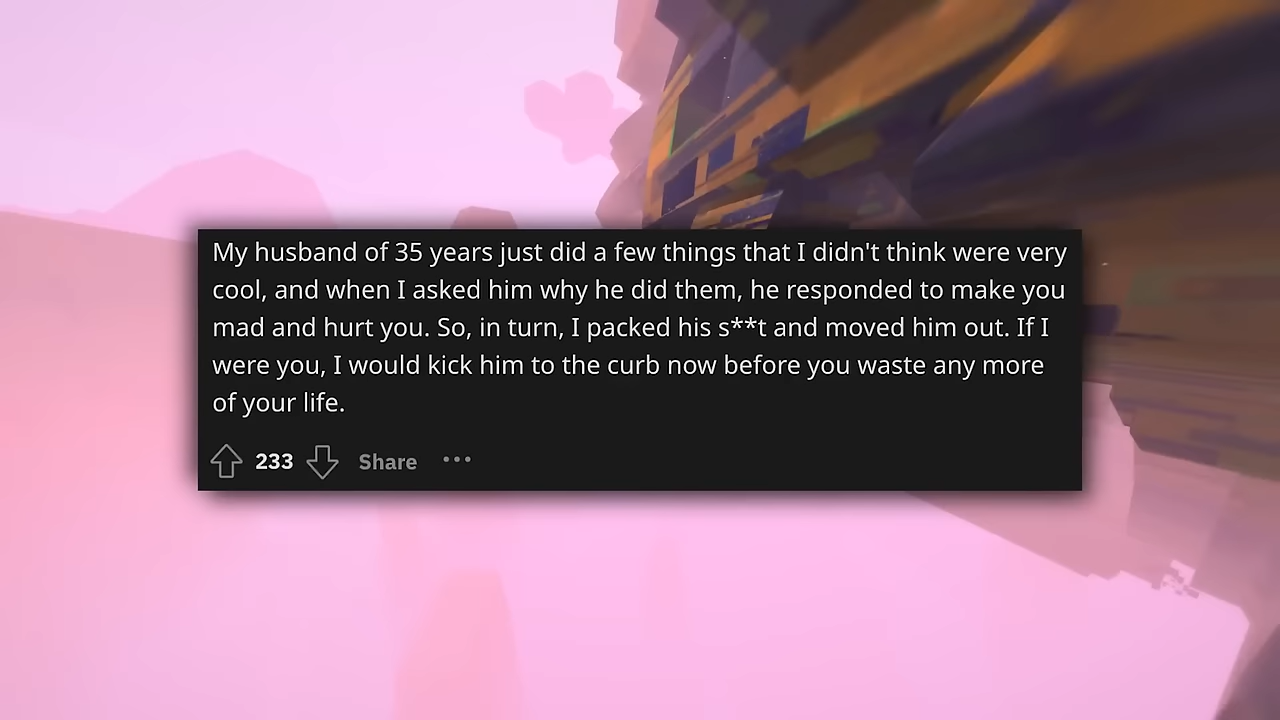 My husband of 35 years just did a few things that I didn't think were very
cool, and when I asked him why he did them, he responded to make you
mad and hurt you. So, in turn, I packed his s**t and moved him out. If I
were you, I would kick him to the curb now before you waste any more
of your life.
233 Share •••